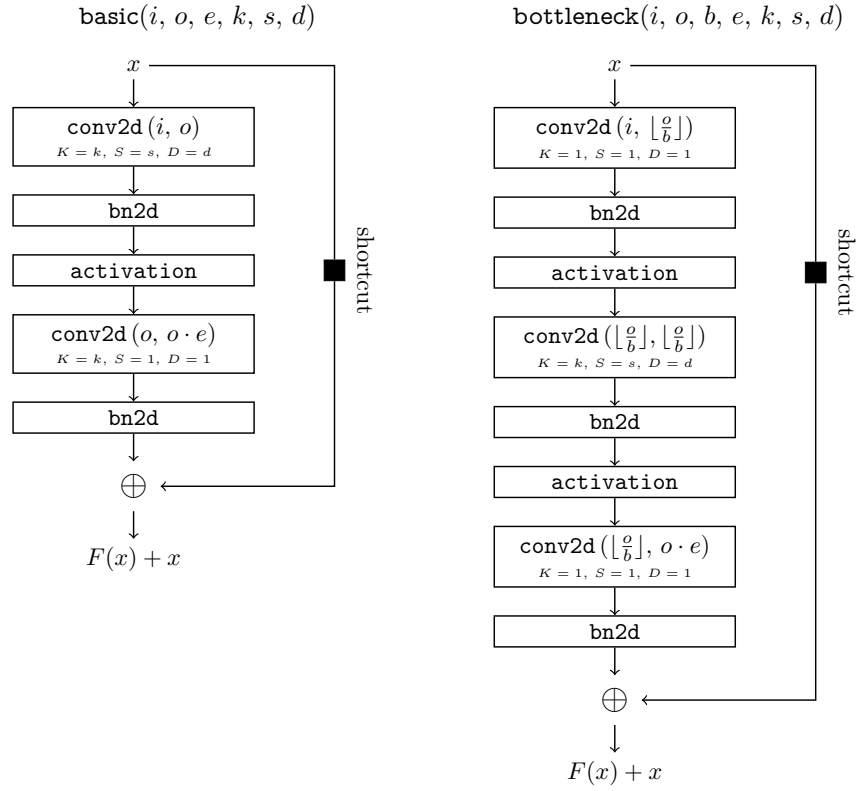 basic(i, o, e, k, s, d)
x
conv2d(i, o)
K = k, S = s, D = d
bn2d
activation
conv2d(o, o · e)
K = k, S = 1, D = 1
bn2d
⊕
F(x) + x
shortcut
bottleneck(i, o, b, e, k, s, d)
x
conv2d(i, ⌊o/b⌋)
K = 1, S = 1, D = 1
bn2d
activation
conv2d(⌊o/b⌋, ⌊o/b⌋)
K = k, S = s, D = d
bn2d
activation
conv2d(⌊o/b⌋, o · e)
K = 1, S = 1, D = 1
bn2d
⊕
F(x) + x
shortcut